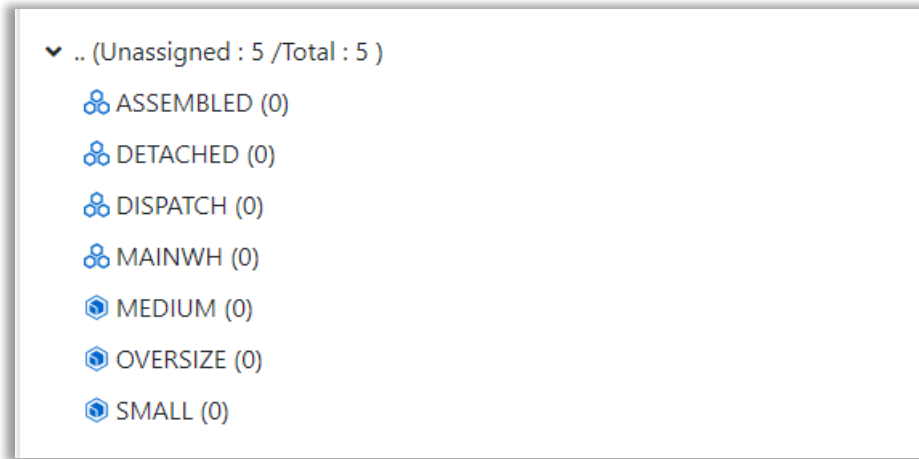 .. (Unassigned : 5 /Total : 5 )
ASSEMBLED (0)
DETACHED (0)
DISPATCH (0)
MAINWH (0)
MEDIUM (0)
OVERSIZE (0)
SMALL (0)